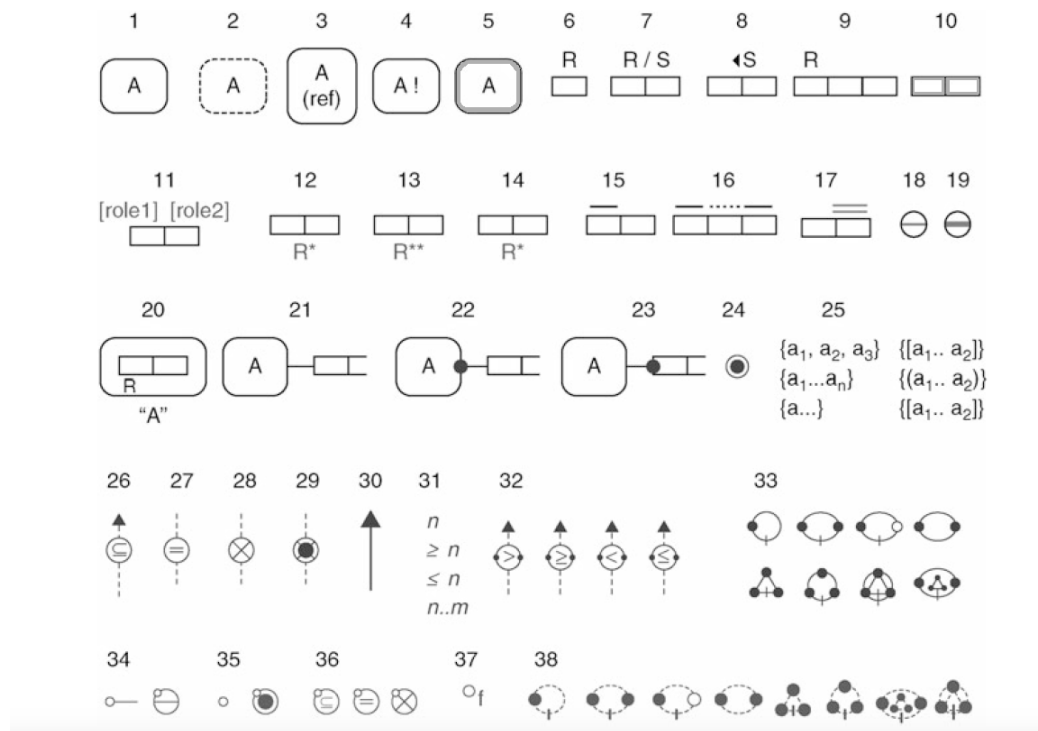 1 2 3 4 5 6 7 8 9 10
A A A (ref) A ! A R R / S ◀S R
11 12 13 14 15 16 17 18 19
[role1] [role2]
R* R** R*
20 21 22 23 24 25
R A A A {a₁, a₂, a₃} {[a₁.. a₂]}
{a₁...aₙ} {(a₁.. a₂)}
"A" {a...} {[a₁.. a₂]}
26 27 28 29 30 31 32 33
n
≥ n
⊆ = > ≥ < ≤
≤ n
n..m
34 35 36 37 38
⊆ = f